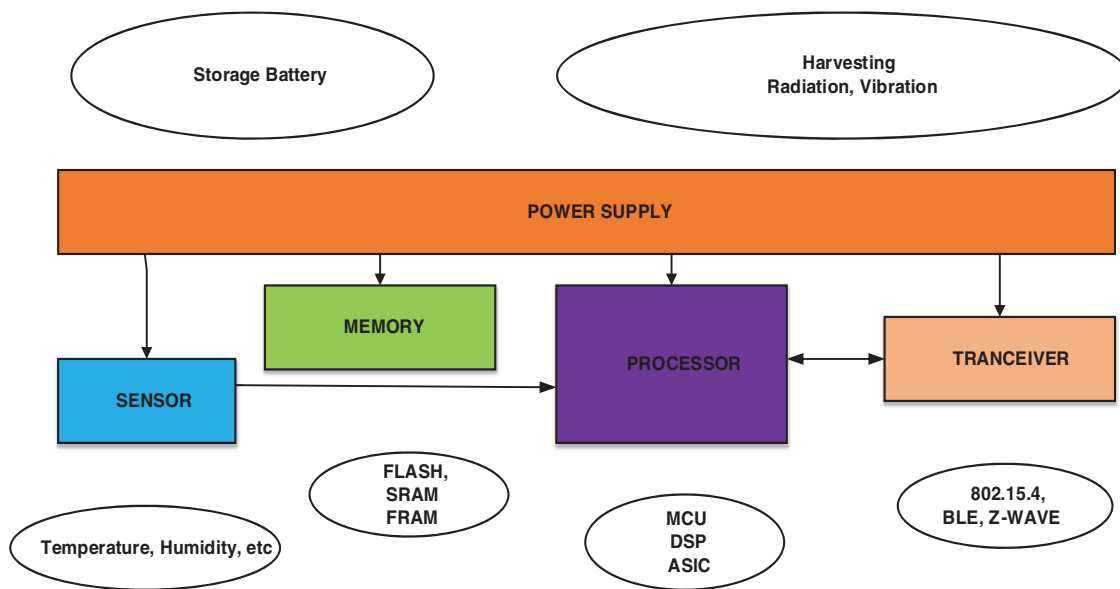 Storage Battery
Harvesting
Radiation, Vibration
POWER SUPPLY
MEMORY
PROCESSOR
TRANCEIVER
SENSOR
FLASH,
SRAM
FRAM
802.15.4,
BLE, Z-WAVE
MCU
DSP
ASIC
Temperature, Humidity, etc